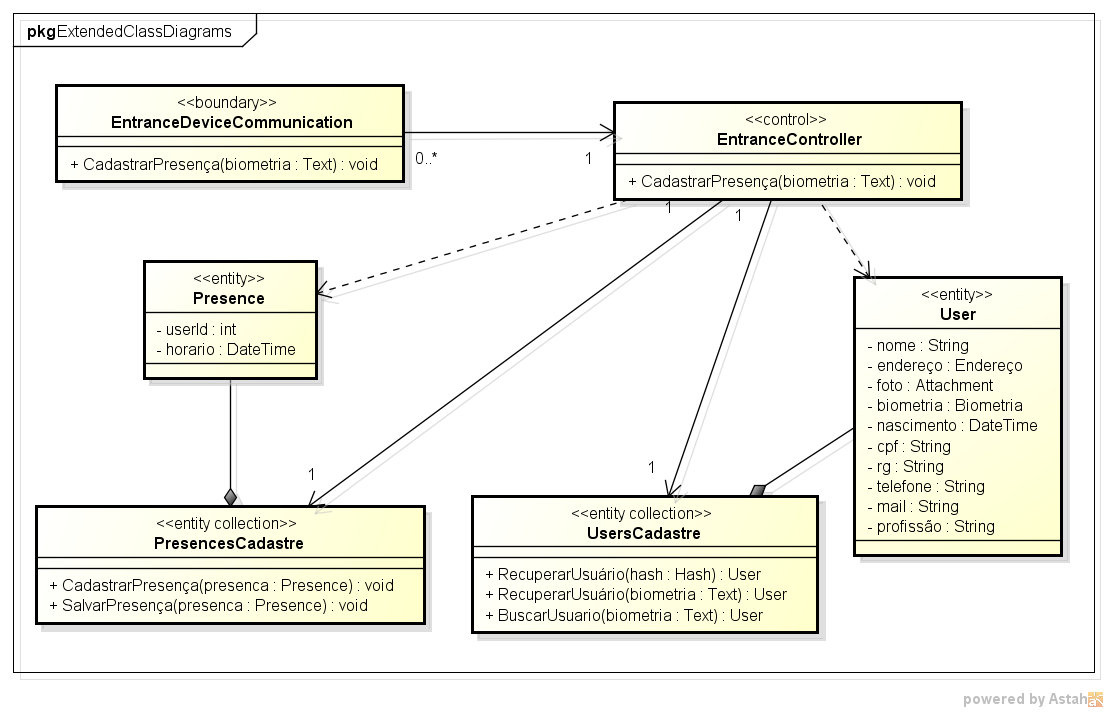 pkgExtendedClassDiagrams
<<boundary>>
EntranceDeviceCommunication
+ CadastrarPresença(biometria : Text) : void
0..*
1
<<control>>
EntranceController
+ CadastrarPresença(biometria : Text) : void
1
1
<<entity>>
Presence
- userId : int
- horario : DateTime
<<entity>>
User
- nome : String
- endereço : Endereço
- foto : Attachment
- biometria : Biometria
- nascimento : DateTime
- cpf : String
- rg : String
- telefone : String
- mail : String
- profissão : String
1
1
<<entity collection>>
PresencesCadastre
+ CadastrarPresença(presenca : Presence) : void
+ SalvarPresença(presenca : Presence) : void
<<entity collection>>
UsersCadastre
+ RecuperarUsuário(hash : Hash) : User
+ RecuperarUsuário(biometria : Text) : User
+ BuscarUsuario(biometria : Text) : User
powered by Astah